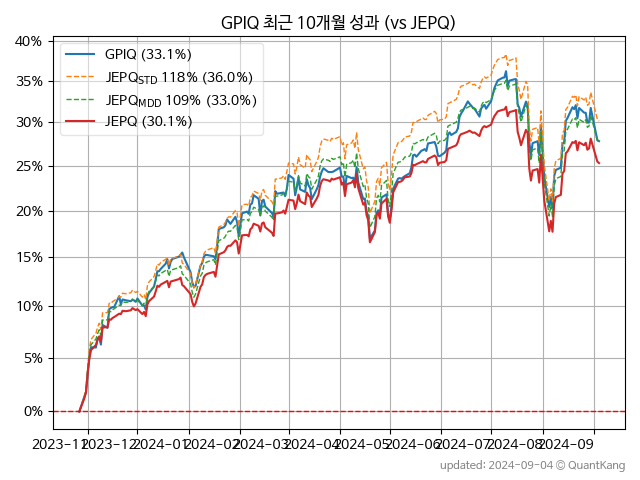 GPIQ 최근 10개월 성과 (vs JEPQ)
40%
35%
30%
25%
20%
15%
10%
5%
0%
GPIQ (33.1%)
JEPQSTD 118% (36.0%)
JEPQMDD 109% (33.0%)
JEPQ (30.1%)
2023-11 2023-12 2024-01 2024-02 2024-03 2024-04 2024-05 2024-06 2024-07 2024-08 2024-09
updated: 2024-09-04 @ QuantKang